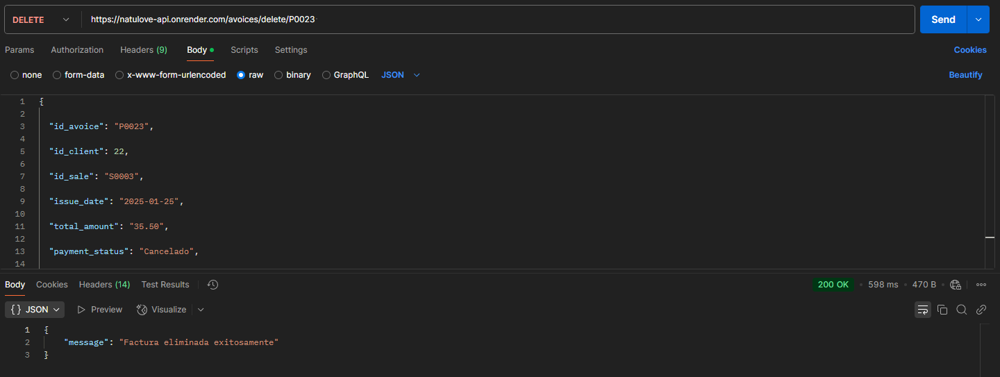 DELETE https://natulove-api.onrender.com/avoices/delete/P0023 Send
Params Authorization Headers (9) Body Scripts Settings Cookies
none form-data x-www-form-urlencoded raw binary GraphQL JSON Beautify
1 {
2
3 "id_avoice": "P0023",
4
5 "id_client": 22,
6
7 "id_sale": "S0003",
8
9 "issue_date": "2025-01-25",
10
11 "total_amount": "35.50",
12
13 "payment_status": "Cancelado",
14
Body Cookies Headers (14) Test Results 200 OK 598 ms 470 B
{} JSON Preview Visualize
1 {
2 "message": "Factura eliminada exitosamente"
3 }